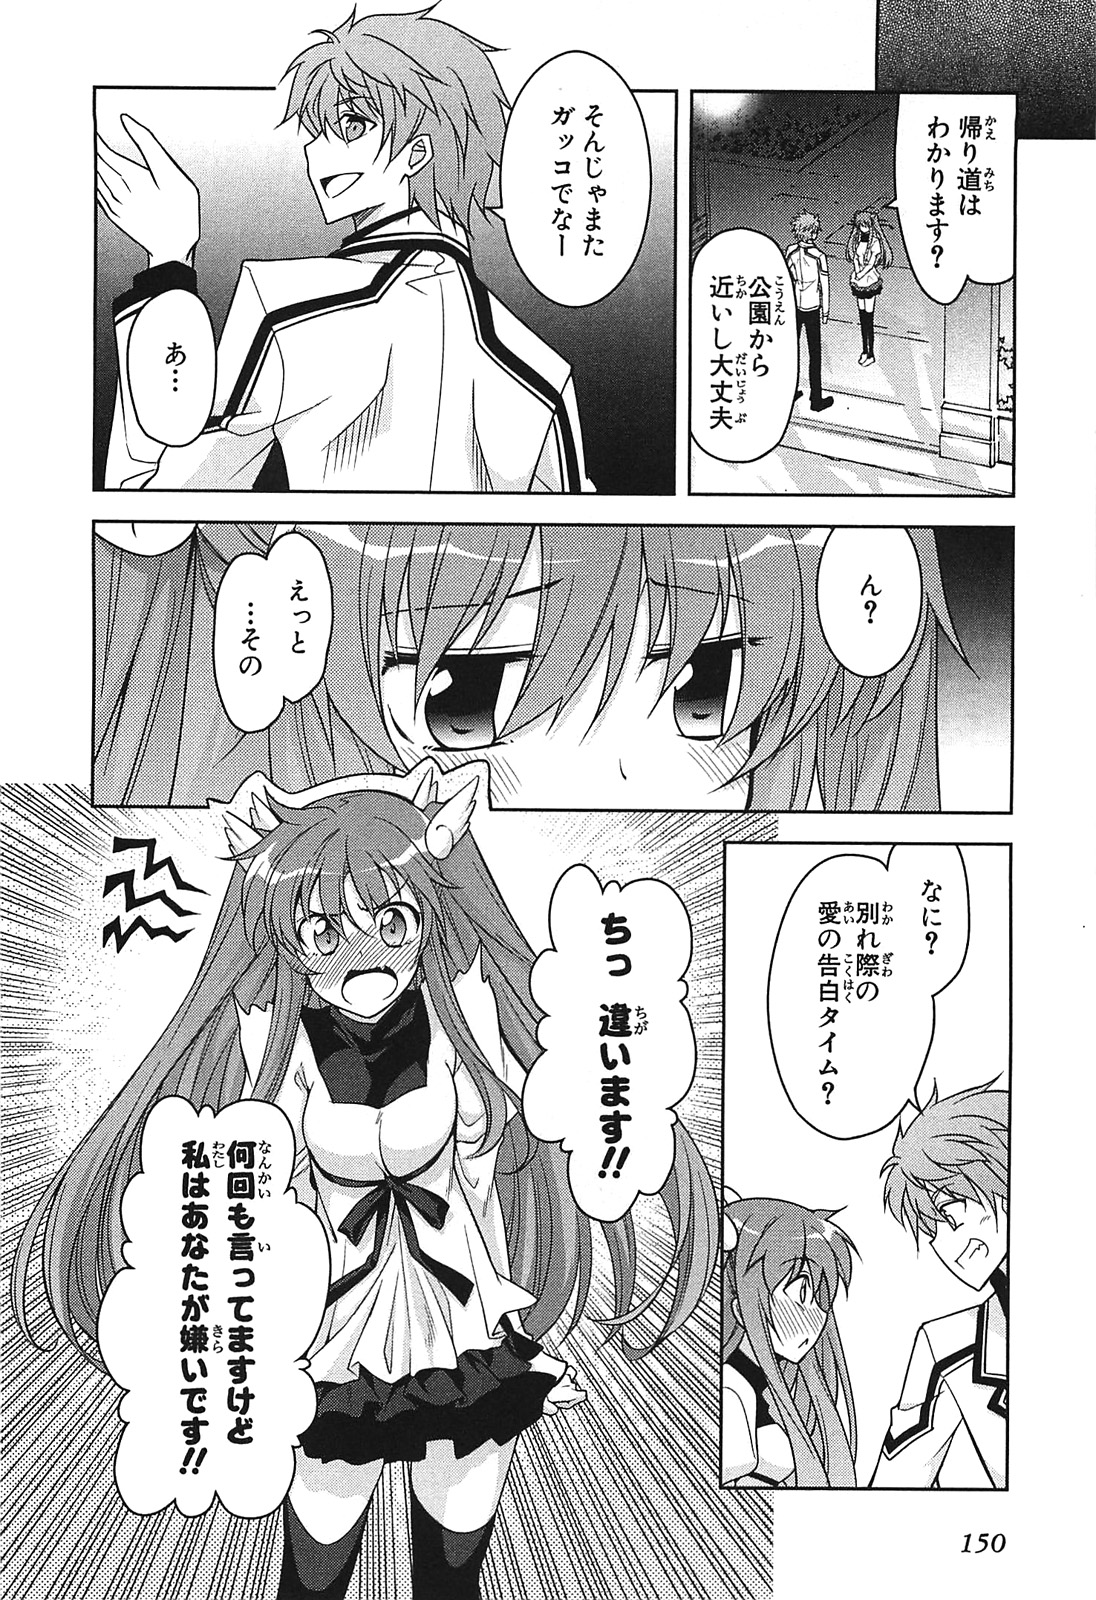 帰り道は
わかります？
公園から
近いし大丈夫
そんじゃまた
ガッコでなー
あ…
ん？
えっと
…その
なに？
別れ際の
愛の告白タイム？
ちっ 違います!!
何回も言ってますけど
私はあなたが嫌いです!!
150